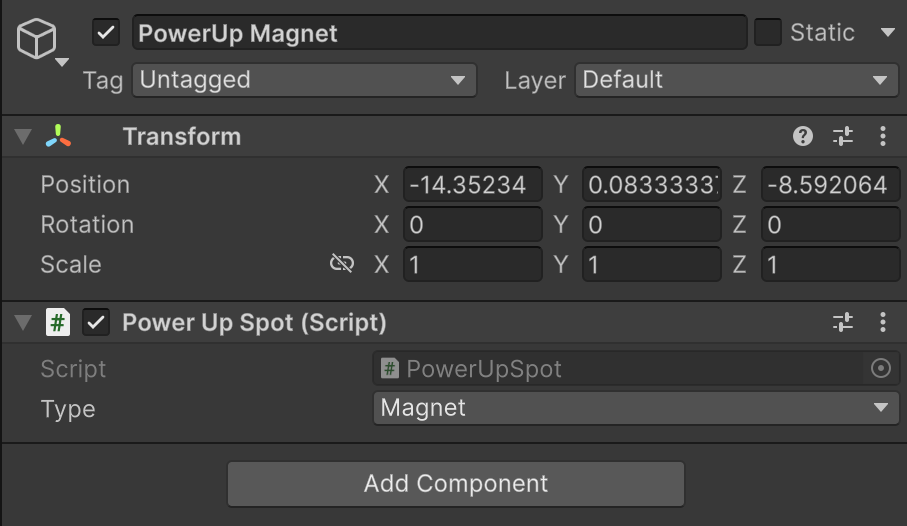 PowerUp Magnet Static
Tag Untagged Layer Default
Transform
Position X -14.35234 Y 0.0833333 Z -8.592064
Rotation X 0 Y 0 Z 0
Scale X 1 Y 1 Z 1
# Power Up Spot (Script)
Script # PowerUpSpot
Type Magnet
Add Component